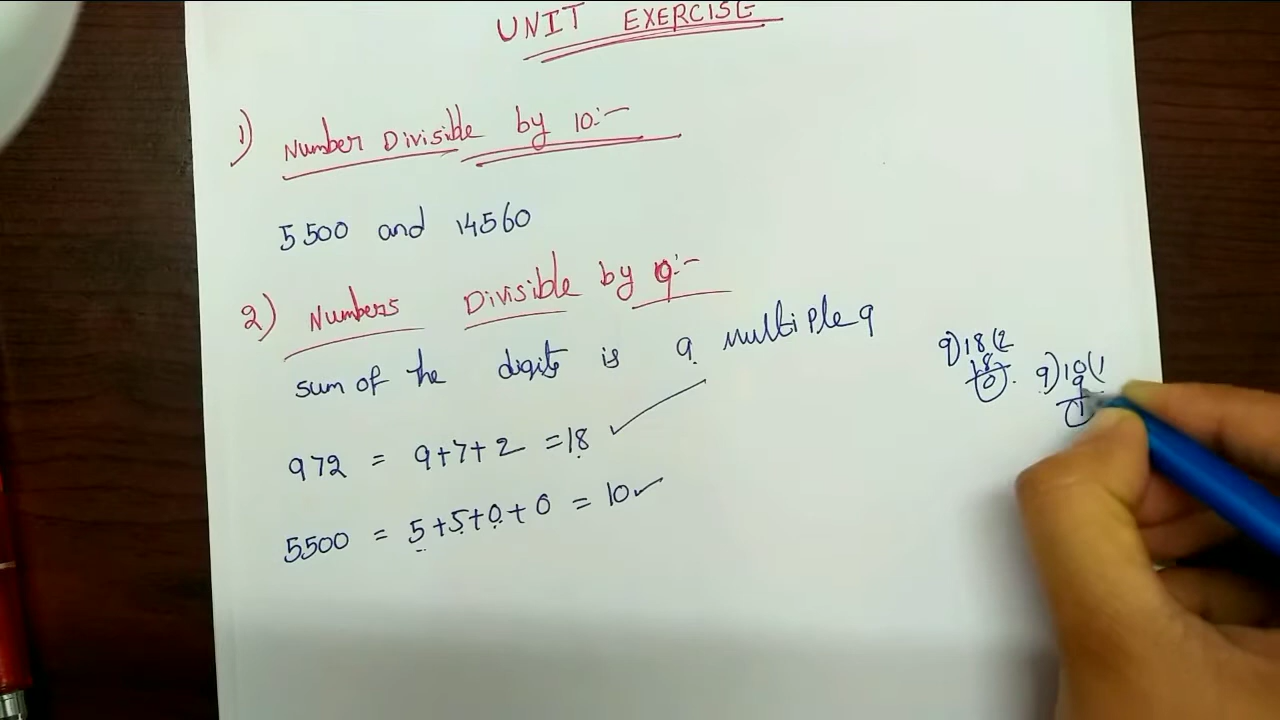 UNIT EXERCISE
1) Number Divisible by 10:-
5500 and 14560
2) Numbers Divisible by 9:-
sum of the digits is 9 multiple 9
972 = 9+7+2 =18 ✓
5500 = 5+5+0+0 = 10 ✓
9)18(2
18
0
9)10(1
9
1